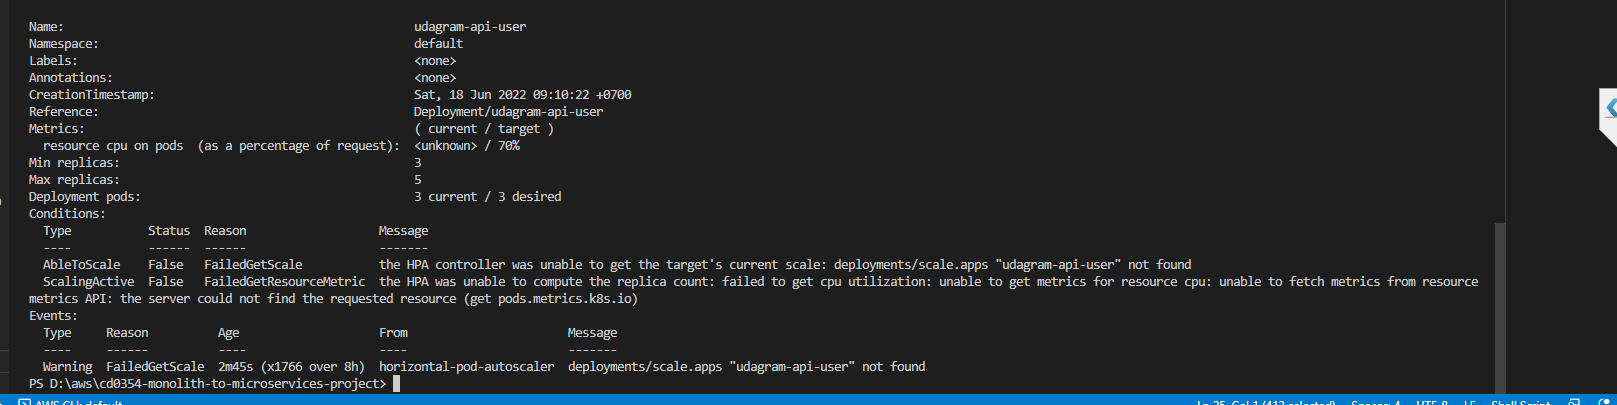 Name: udagram-api-user
Namespace: default
Labels: <none>
Annotations: <none>
CreationTimestamp: Sat, 18 Jun 2022 09:10:22 +0700
Reference: Deployment/udagram-api-user
Metrics: ( current / target )
resource cpu on pods (as a percentage of request): <unknown> / 70%
Min replicas: 3
Max replicas: 5
Deployment pods: 3 current / 3 desired
Conditions:
Type Status Reason Message
---- ------ ------ -------
AbleToScale False FailedGetScale the HPA controller was unable to get the target's current scale: deployments/scale.apps "udagram-api-user" not found
ScalingActive False FailedGetResourceMetric the HPA was unable to compute the replica count: failed to get cpu utilization: unable to get metrics for resource cpu: unable to fetch metrics from resource
metrics API: the server could not find the requested resource (get pods.metrics.k8s.io)
Events:
Type Reason Age From Message
---- ------ ---- ---- -------
Warning FailedGetScale 2m45s (x1766 over 8h) horizontal-pod-autoscaler deployments/scale.apps "udagram-api-user" not found
PS D:\aws\cd0354-monolith-to-microservices-project>
AWS CLI: default Ln 25, Col 1 (413 selected) Spaces: 4 UTF-8 LF Shell Script